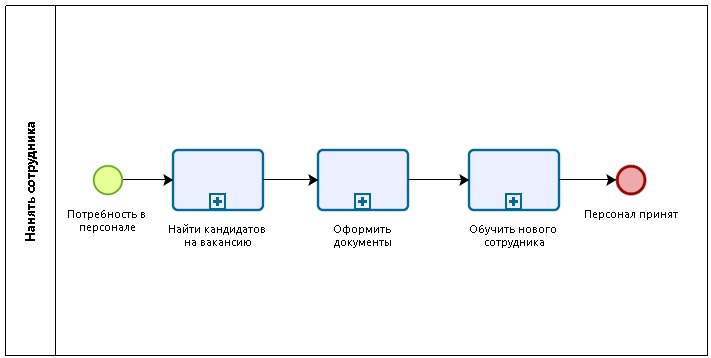 Нанять сотрудника
Потребность в
персонале
Найти кандидатов
на вакансию
Оформить
документы
Обучить нового
сотрудника
Персонал принят